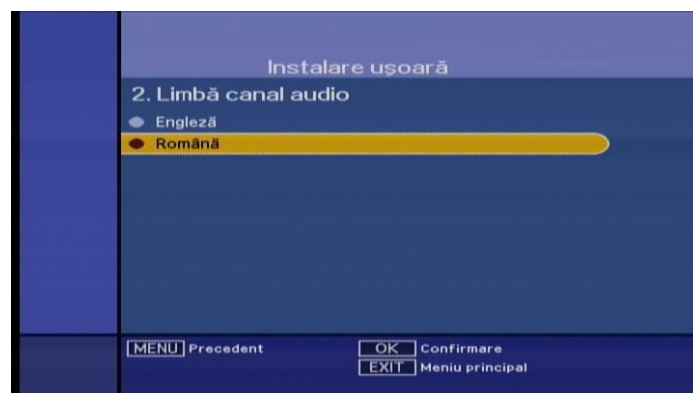 Instalare uşoară
2. Limbă canal audio
Engleză
Română
MENU Precedent
OK Confirmare
EXIT Meniu principal